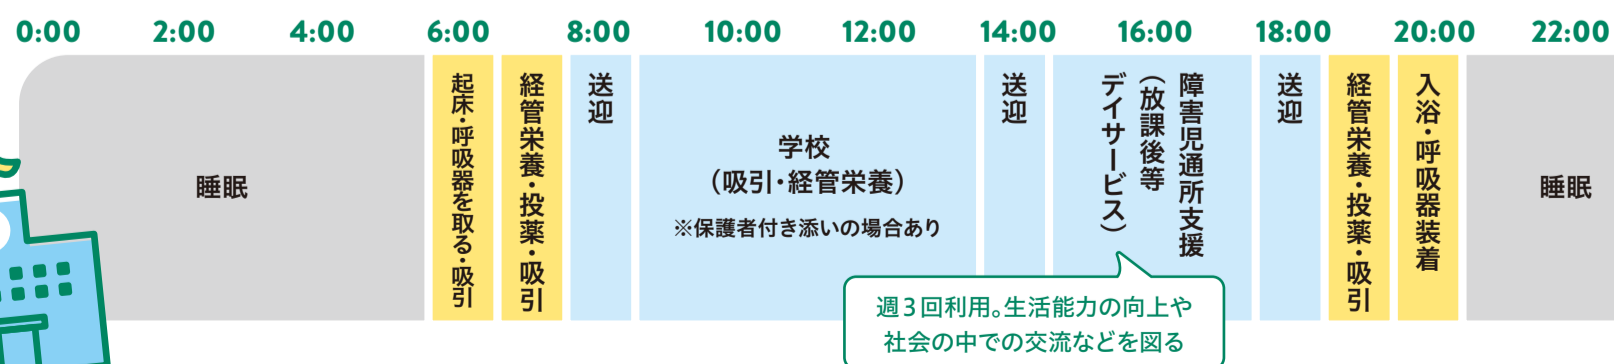 0:00 2:00 4:00 6:00 8:00 10:00 12:00 14:00 16:00 18:00 20:00 22:00
睡眠
起床・呼吸器を取る・吸引
経管栄養・投薬・吸引
送迎
学校
(吸引・経管栄養)
※保護者付き添いの場合あり
送迎
障害児通所支援
(放課後等
デイサービス)
週3回利用。生活能力の向上や
社会の中での交流などを図る
送迎
経管栄養・投薬・吸引
入浴・呼吸器装着
睡眠